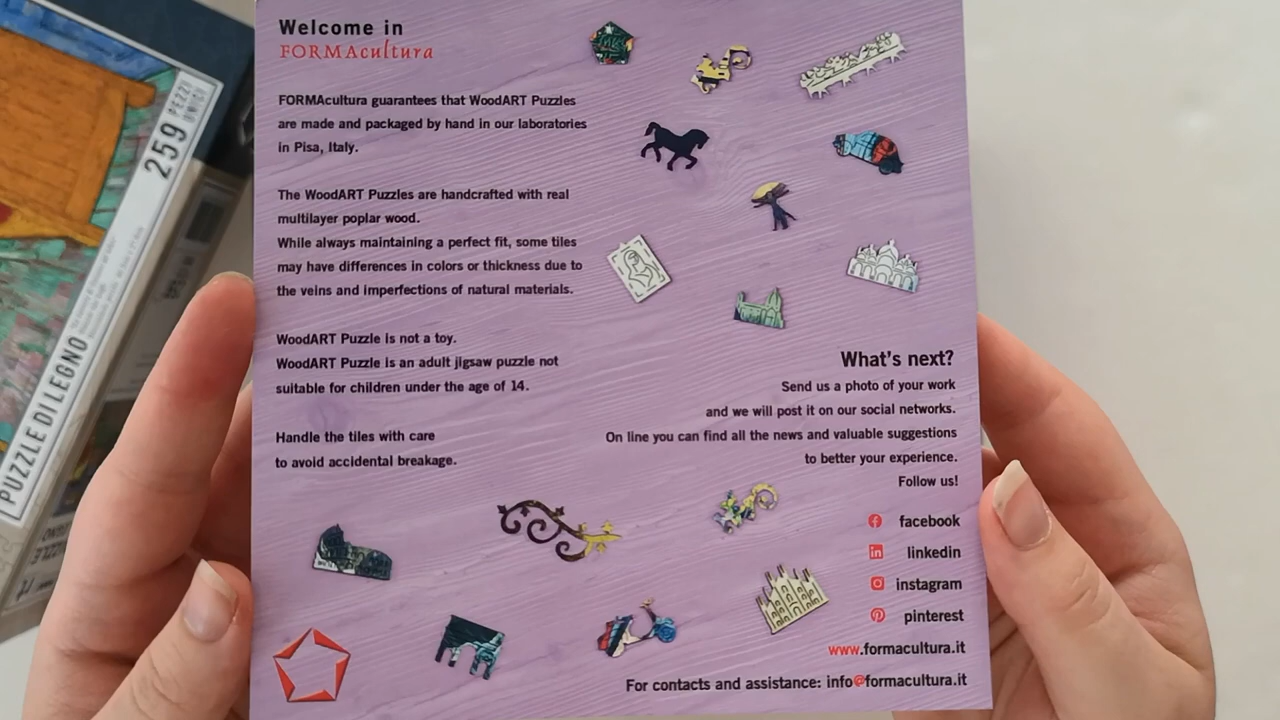 Welcome in
FORMAcultura
FORMAcultura guarantees that WoodART Puzzles
are made and packaged by hand in our laboratories
in Pisa, Italy.
The WoodART Puzzles are handcrafted with real
multilayer poplar wood.
While always maintaining a perfect fit, some tiles
may have differences in colors or thickness due to
the veins and imperfections of natural materials.
WoodART Puzzle is not a toy.
WoodART Puzzle is an adult jigsaw puzzle not
suitable for children under the age of 14.
Handle the tiles with care
to avoid accidental breakage.
What's next?
Send us a photo of your work
and we will post it on our social networks.
On line you can find all the news and valuable suggestions
to better your experience.
Follow us!
facebook
linkedin
instagram
pinterest
www.formacultura.it
For contacts and assistance: info@formacultura.it
PUZZLE DI LEGNO
259